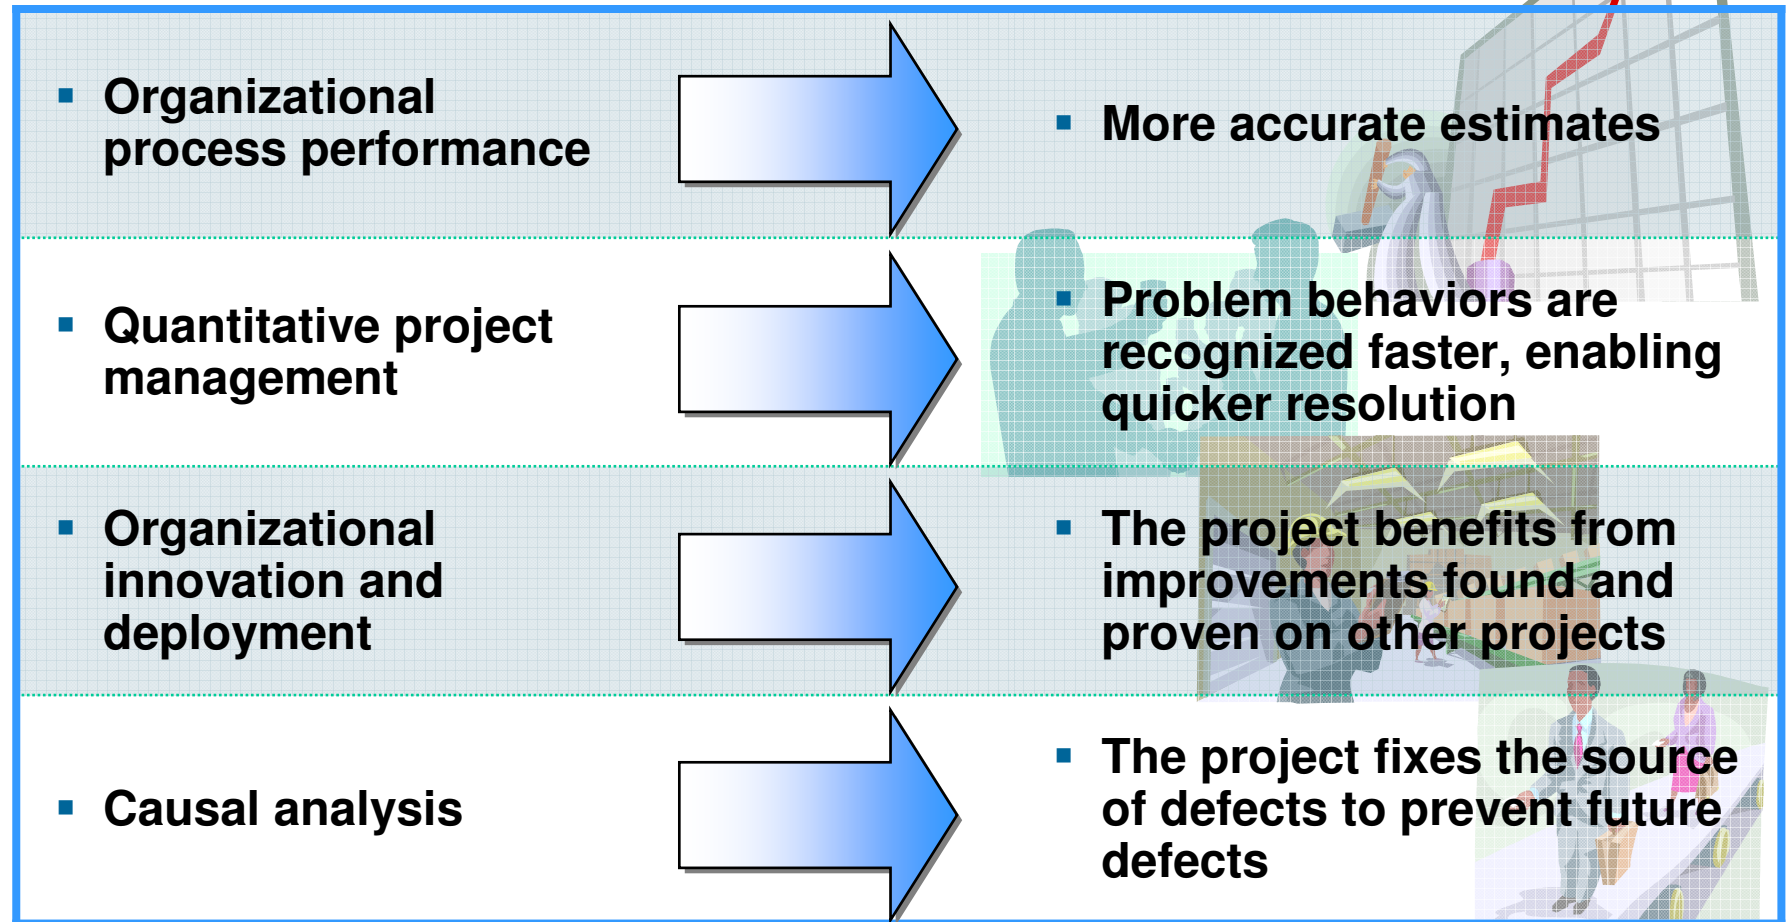 ▪ Organizational
process performance
▪ More accurate estimates
▪ Quantitative project
management
▪ Problem behaviors are
recognized faster, enabling
quicker resolution
▪ Organizational
innovation and
deployment
▪ The project benefits from
improvements found and
proven on other projects
▪ Causal analysis
▪ The project fixes the source
of defects to prevent future
defects